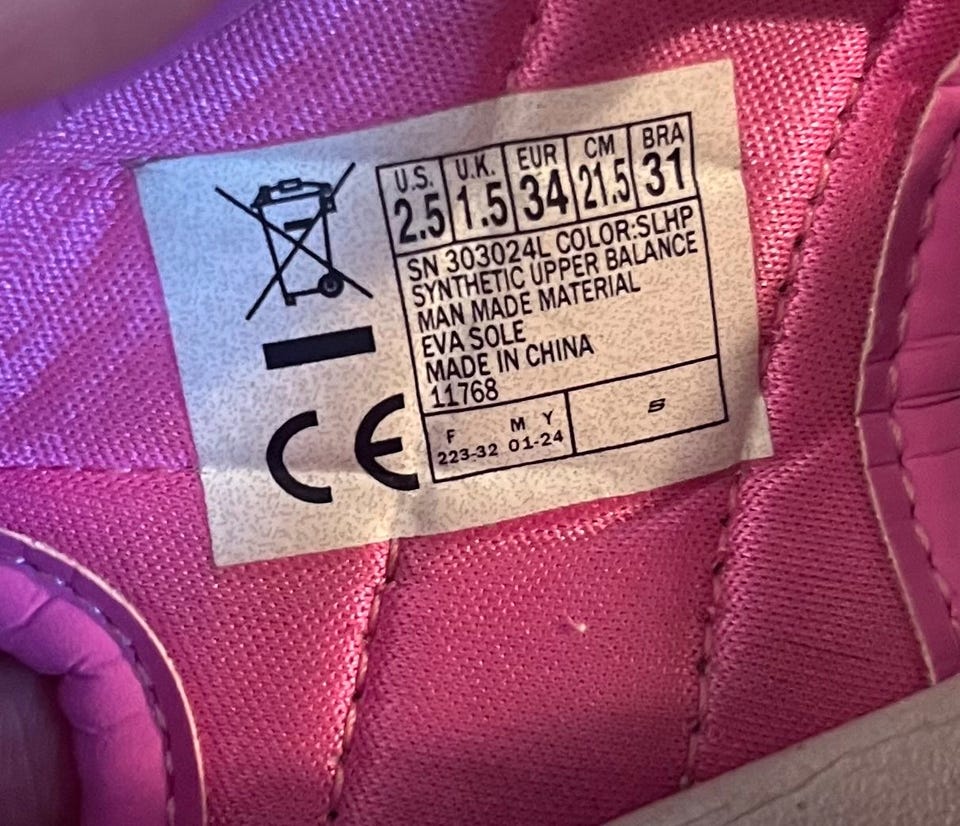 U.S. U.K. EUR CM BRA
2.5 1.5 34 21.5 31
SN 303024L COLOR:SLHP
SYNTHETIC UPPER BALANCE
MAN MADE MATERIAL
EVA SOLE
MADE IN CHINA
11768
F M Y
223-32 01-24
S
CE